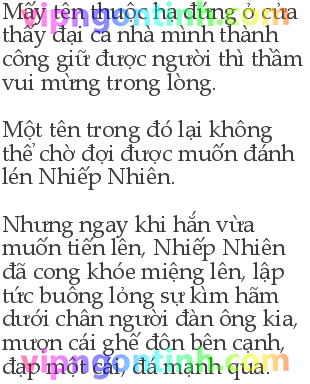 Mấy tên thuộc hạ đứng ở cửa
thấy đại ca nhà mình thành
công giữ được người thì thầm
vui mừng trong lòng.
Một tên trong đó lại không
thể chờ đợi được muốn đánh
lén Nhiếp Nhiên.
Nhưng ngay khi hắn vừa
muốn tiến lên, Nhiếp Nhiên
đã cong khóe miệng lên, lập
tức buông lỏng sự kìm hãm
dưới chân người đàn ông kia,
mượn cái ghế đôn bên cạnh,
đạp một cái, đá mạnh qua.
vipngontinh.com
vipngontinh.com